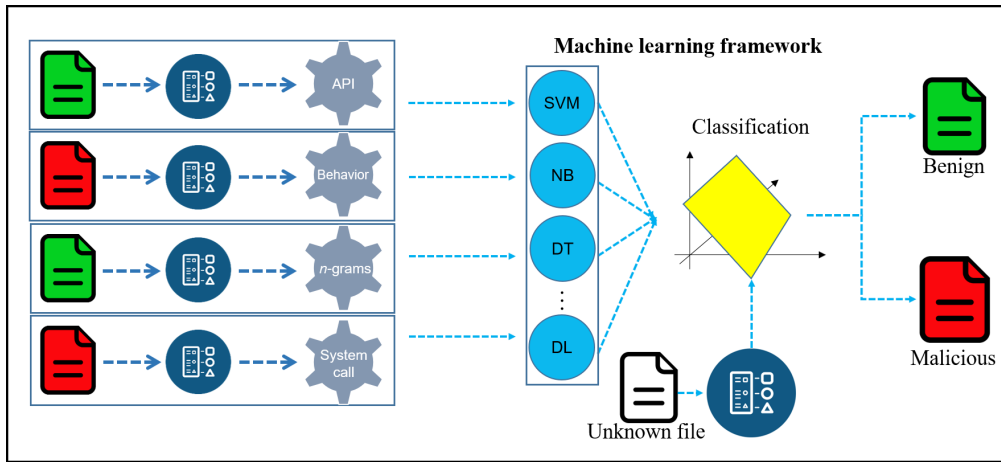 Machine learning framework
API
Behavior
n-grams
System
call
SVM
NB
DT
DL
Classification
Unknown file
Benign
Malicious